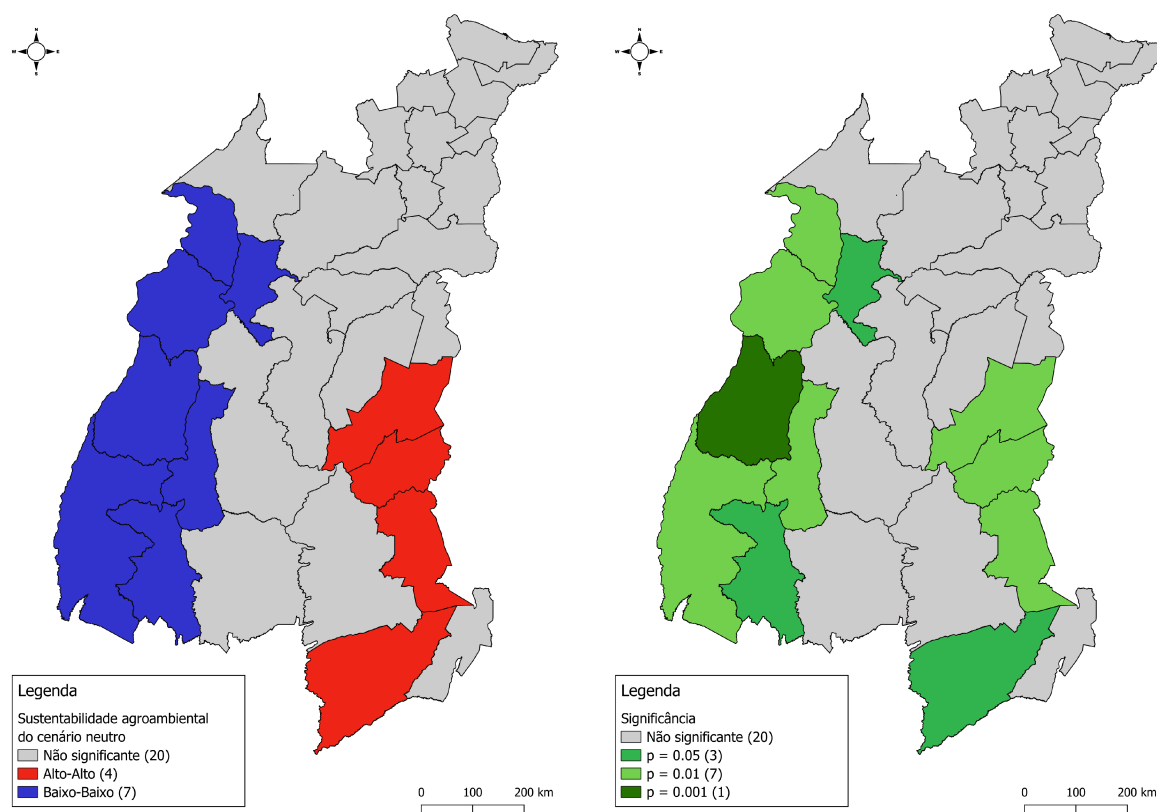 N
W E
S
Legenda
Sustentabilidade agroambiental
do cenário neutro
Não significante (20)
Alto-Alto (4)
Baixo-Baixo (7)
0 100 200 km
N
W E
S
Legenda
Significância
Não significante (20)
p = 0.05 (3)
p = 0.01 (7)
p = 0.001 (1)
0 100 200 km